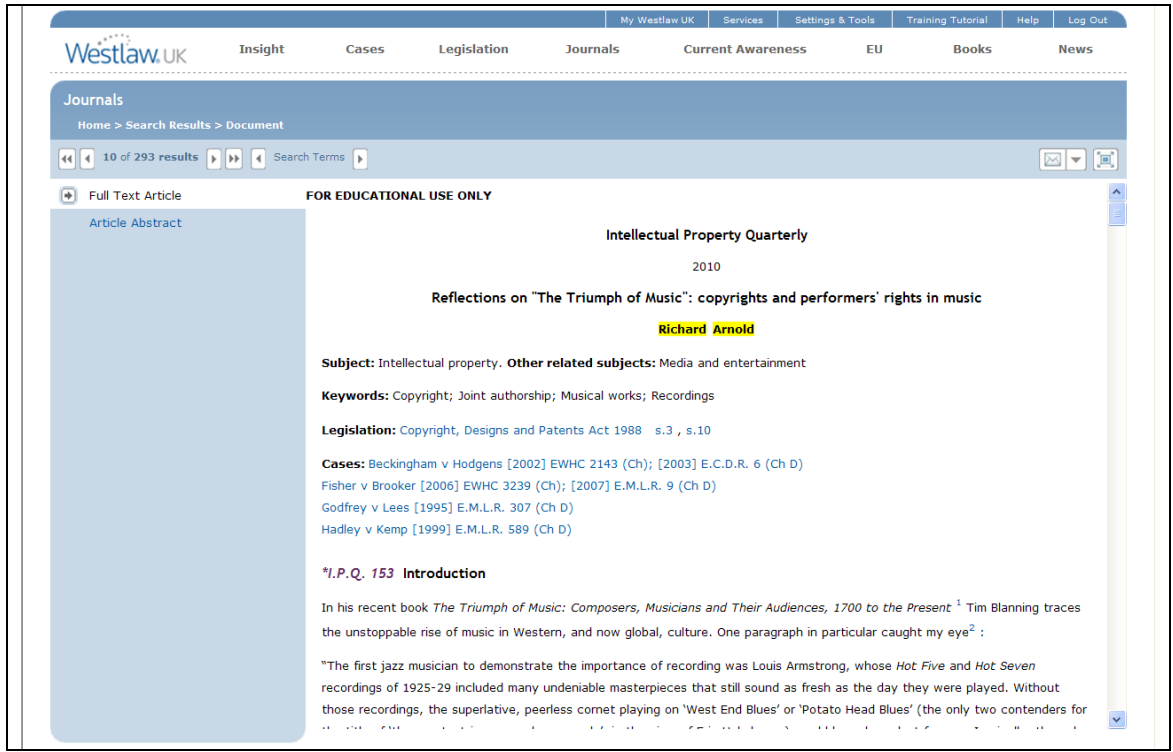 My Westlaw UK Services Settings & Tools Training Tutorial Help Log Out
Westlaw.UK Insight Cases Legislation Journals Current Awareness EU Books News
Journals
Home > Search Results > Document
10 of 293 results Search Terms
Full Text Article
Article Abstract
FOR EDUCATIONAL USE ONLY
Intellectual Property Quarterly
2010
Reflections on "The Triumph of Music": copyrights and performers' rights in music
Richard Arnold
Subject: Intellectual property. Other related subjects: Media and entertainment
Keywords: Copyright; Joint authorship; Musical works; Recordings
Legislation: Copyright, Designs and Patents Act 1988 s.3 , s.10
Cases: Beckingham v Hodgens [2002] EWHC 2143 (Ch); [2003] E.C.D.R. 6 (Ch D)
Fisher v Brooker [2006] EWHC 3239 (Ch); [2007] E.M.L.R. 9 (Ch D)
Godfrey v Lees [1995] E.M.L.R. 307 (Ch D)
Hadley v Kemp [1999] E.M.L.R. 589 (Ch D)
*I.P.Q. 153 Introduction
In his recent book The Triumph of Music: Composers, Musicians and Their Audiences, 1700 to the Present 1 Tim Blanning traces
the unstoppable rise of music in Western, and now global, culture. One paragraph in particular caught my eye2 :
"The first jazz musician to demonstrate the importance of recording was Louis Armstrong, whose Hot Five and Hot Seven
recordings of 1925-29 included many undeniable masterpieces that still sound as fresh as the day they were played. Without
those recordings, the superlative, peerless cornet playing on 'West End Blues' or 'Potato Head Blues' (the only two contenders for